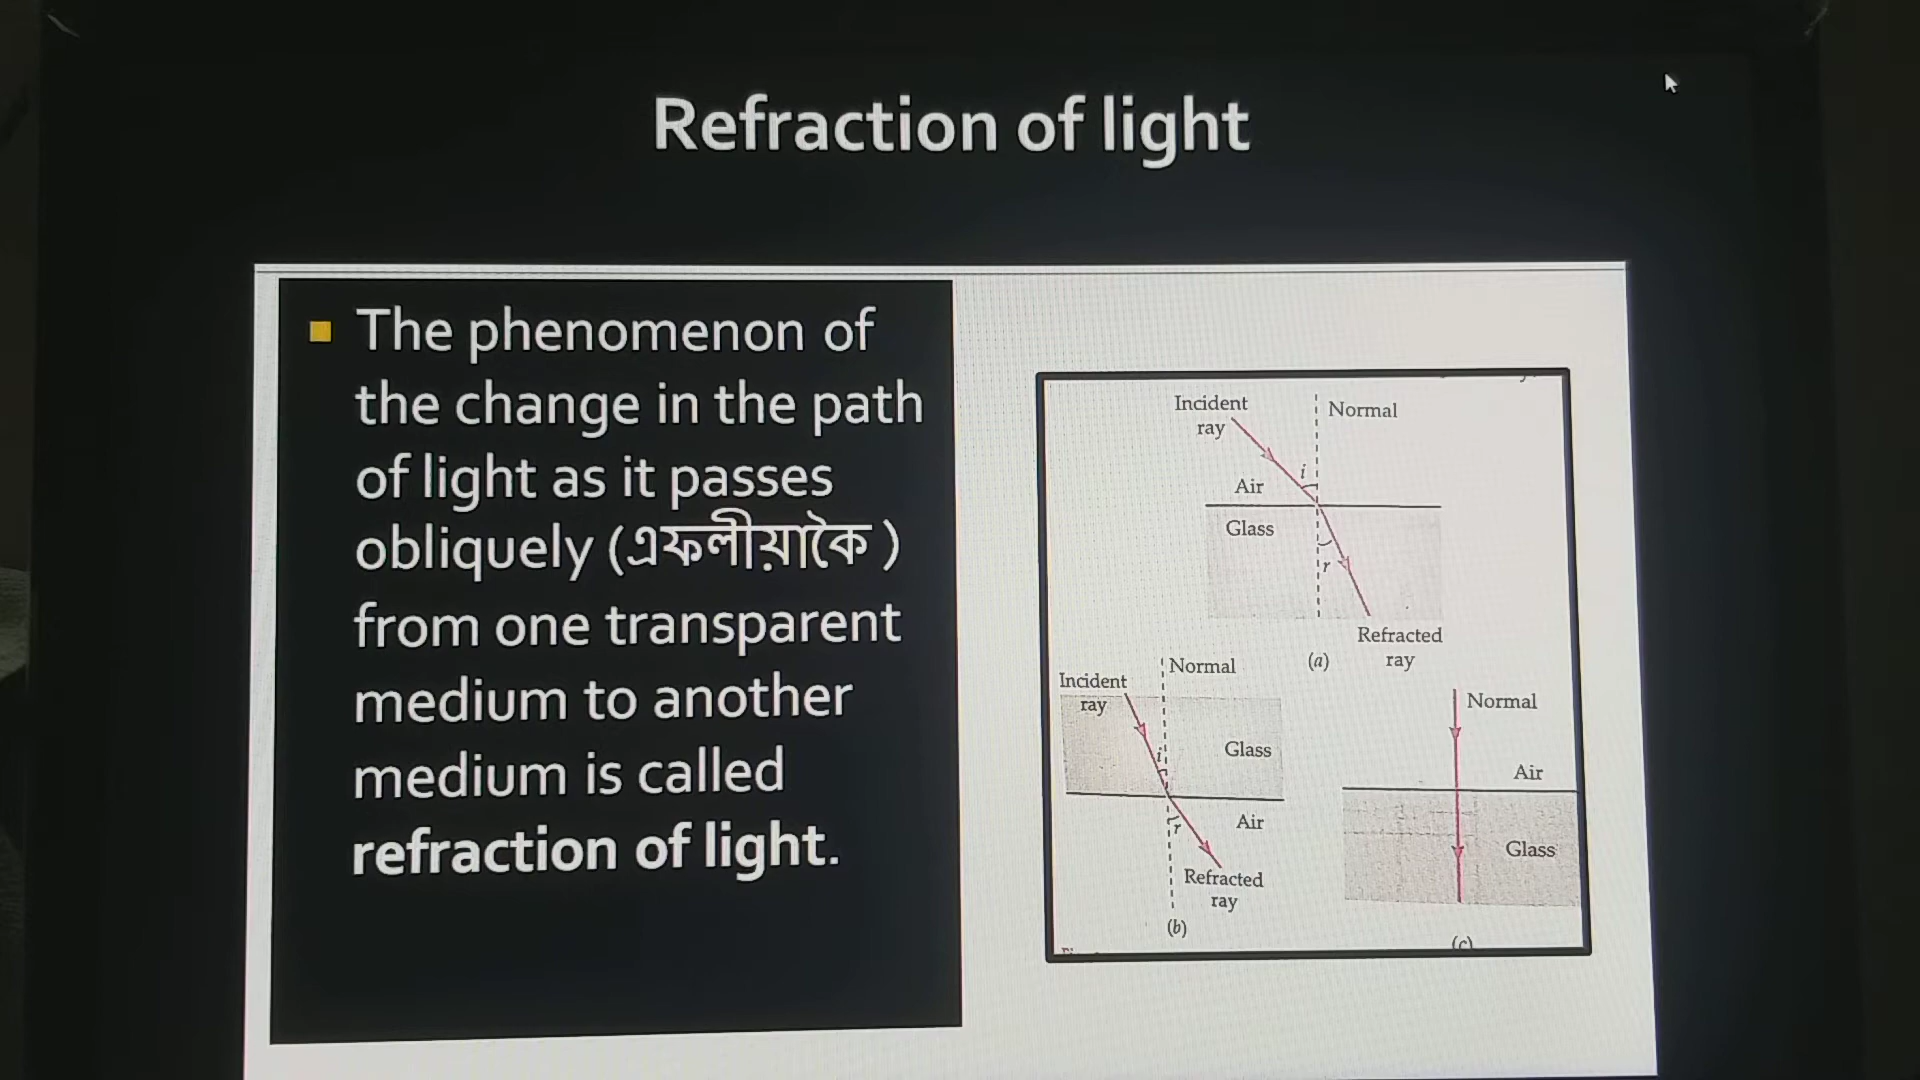 Refraction of light
The phenomenon of
the change in the path
of light as it passes
obliquely (এফলীয়াকৈ)
from one transparent
medium to another
medium is called
refraction of light.
Incident
ray
Normal
i
Air
Glass
r
Refracted
ray
(a)
Incident
ray
Normal
Glass
i
Air
r
Refracted
ray
(b)
Normal
Air
Glass
(c)